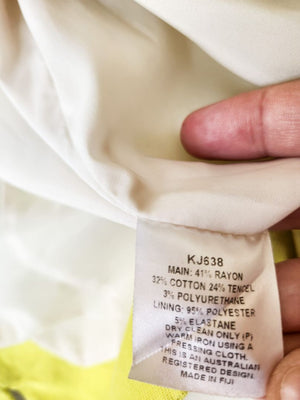 KJ638
MAIN: 41% RAYON
32% COTTON 24% TENCEL
3% POLYURETHANE
LINING: 95% POLYESTER
5% ELASTANE
DRY CLEAN ONLY (P)
WARM IRON USING A
PRESSING CLOTH.
THIS IS AN AUSTRALIAN
REGISTERED DESIGN.
MADE IN FIJI